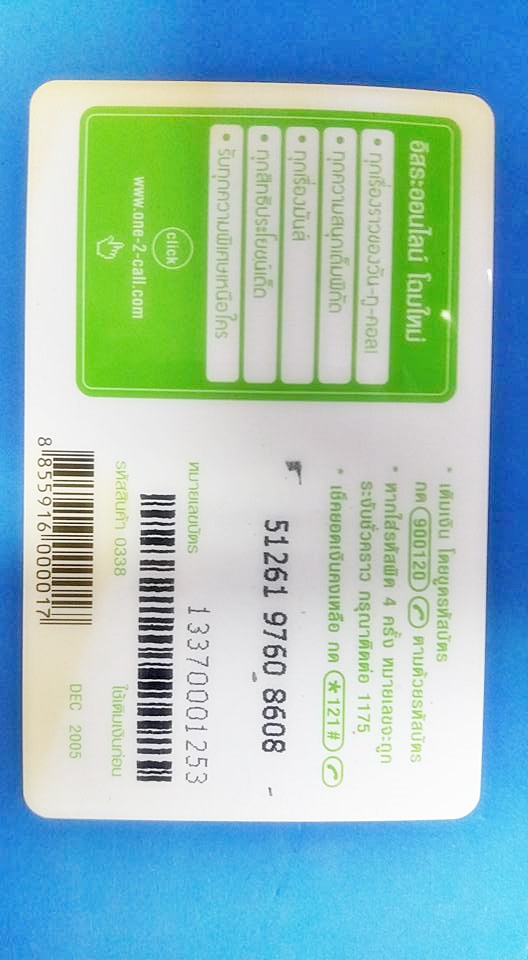 อิสระออนไลน์ โฉมใหม่
• ทุกเรื่องราวของวัน-ทู-คอล!
• ทุกความสนุกเต็มพิกัด
• ทุกเรื่องมันส์
• ทุกสิทธิประโยชน์เด็ด
• รับทุกความพิเศษเหนือใคร
click
www.one-2-call.com
• เติมเงิน โดยขูดรหัสบัตร
กด 900120 ตามด้วยรหัสบัตร
• หากใส่รหัสผิด 4 ครั้ง หมายเลขจะถูก
ระงับชั่วคราว กรุณาติดต่อ 1175
• เช็คยอดเงินคงเหลือ กด *121#
51261 9760 8608
หมายเลขบัตร
13370001253
รหัสสินค้า 0338
ใช้เติมเงินก่อน
DEC 2005
8 855916 000017